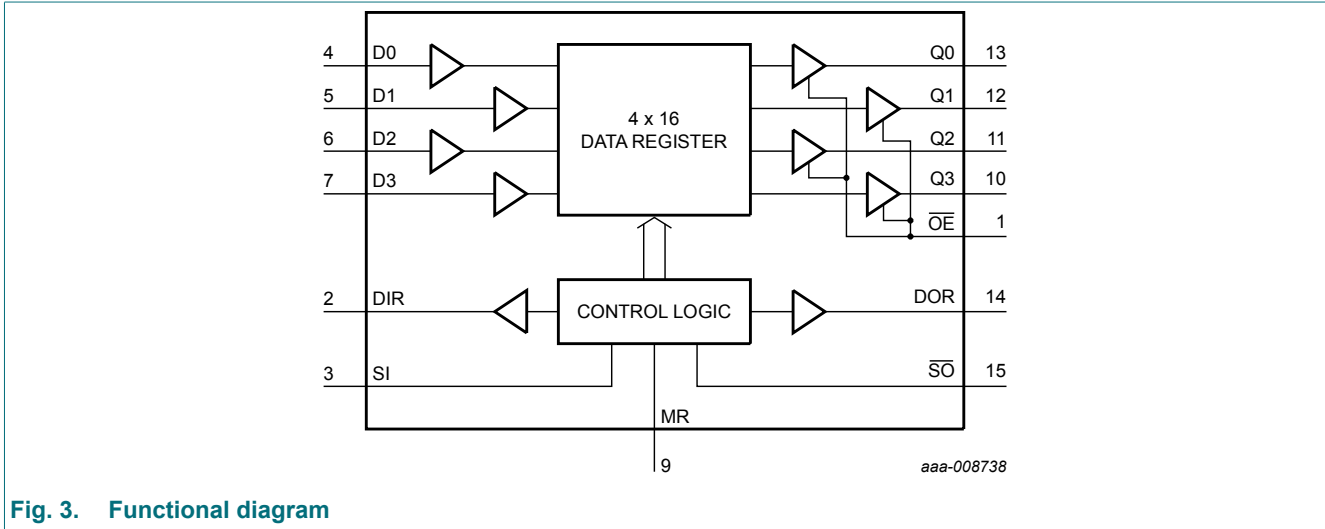 4 D0 Q0 13
5 D1 Q1 12
4 x 16
DATA REGISTER
6 D2 Q2 11
7 D3 Q3 10
O̅E̅ 1
2 DIR CONTROL LOGIC DOR 14
3 SI S̅O̅ 15
MR
9 aaa-008738
Fig. 3. Functional diagram